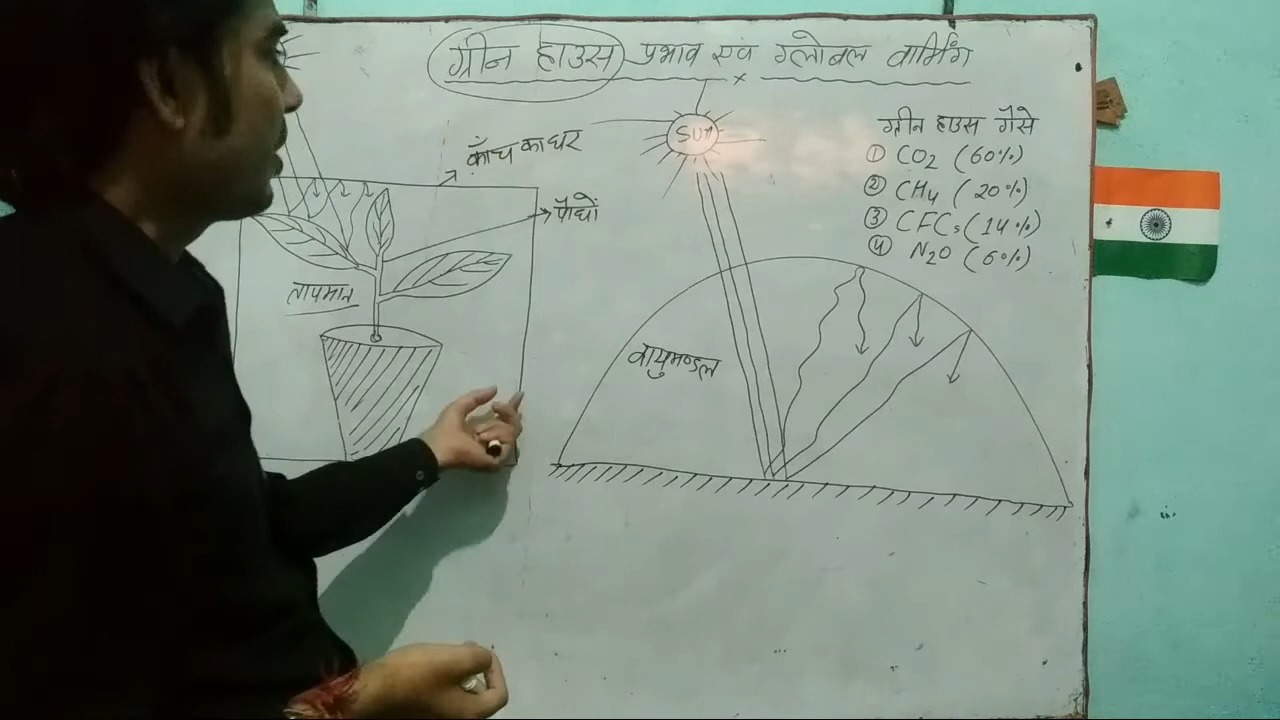 ग्रीन हाउस प्रभाव एवं ग्लोबल वार्मिंग
काँच का घर
पौधों
तापमान
SUN
वायुमण्डल
ग्रीन हाउस गैसे
① CO2 (60%)
② CH4 (20%)
③ CFCs (14%)
④ N2O (6%)